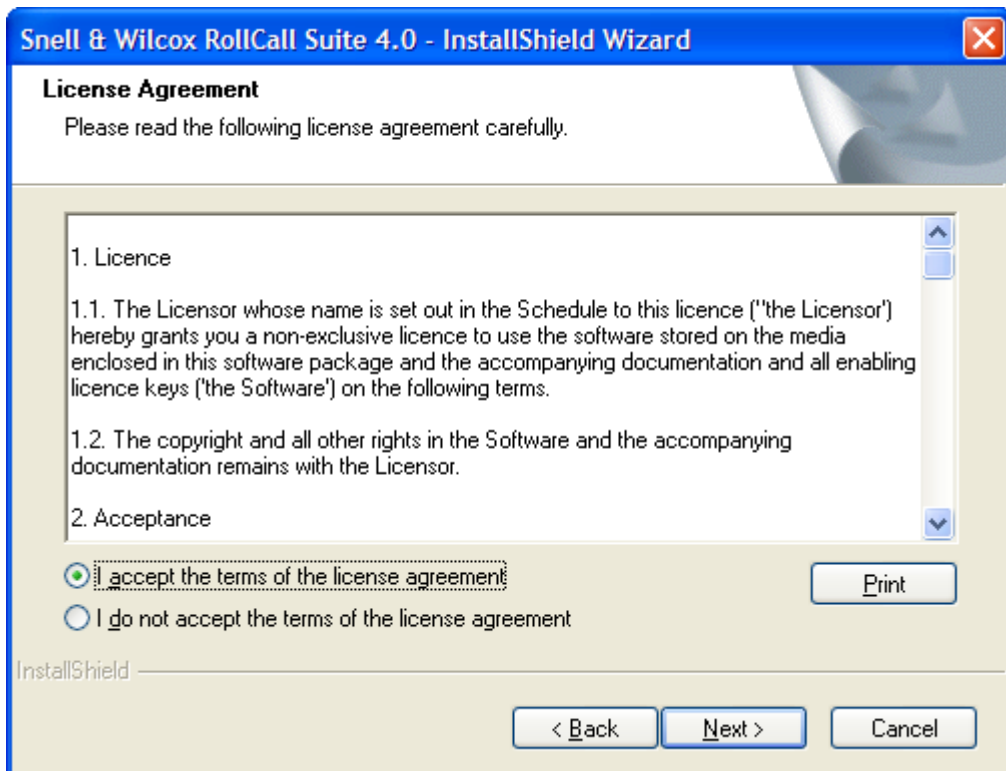 Snell & Wilcox RollCall Suite 4.0 - InstallShield Wizard
License Agreement
Please read the following license agreement carefully.
1. Licence
1.1. The Licensor whose name is set out in the Schedule to this licence (''the Licensor')
hereby grants you a non-exclusive licence to use the software stored on the media
enclosed in this software package and the accompanying documentation and all enabling
licence keys ('the Software') on the following terms.
1.2. The copyright and all other rights in the Software and the accompanying
documentation remains with the Licensor.
2. Acceptance
I accept the terms of the license agreement
Print
I do not accept the terms of the license agreement
InstallShield
< Back
Next >
Cancel